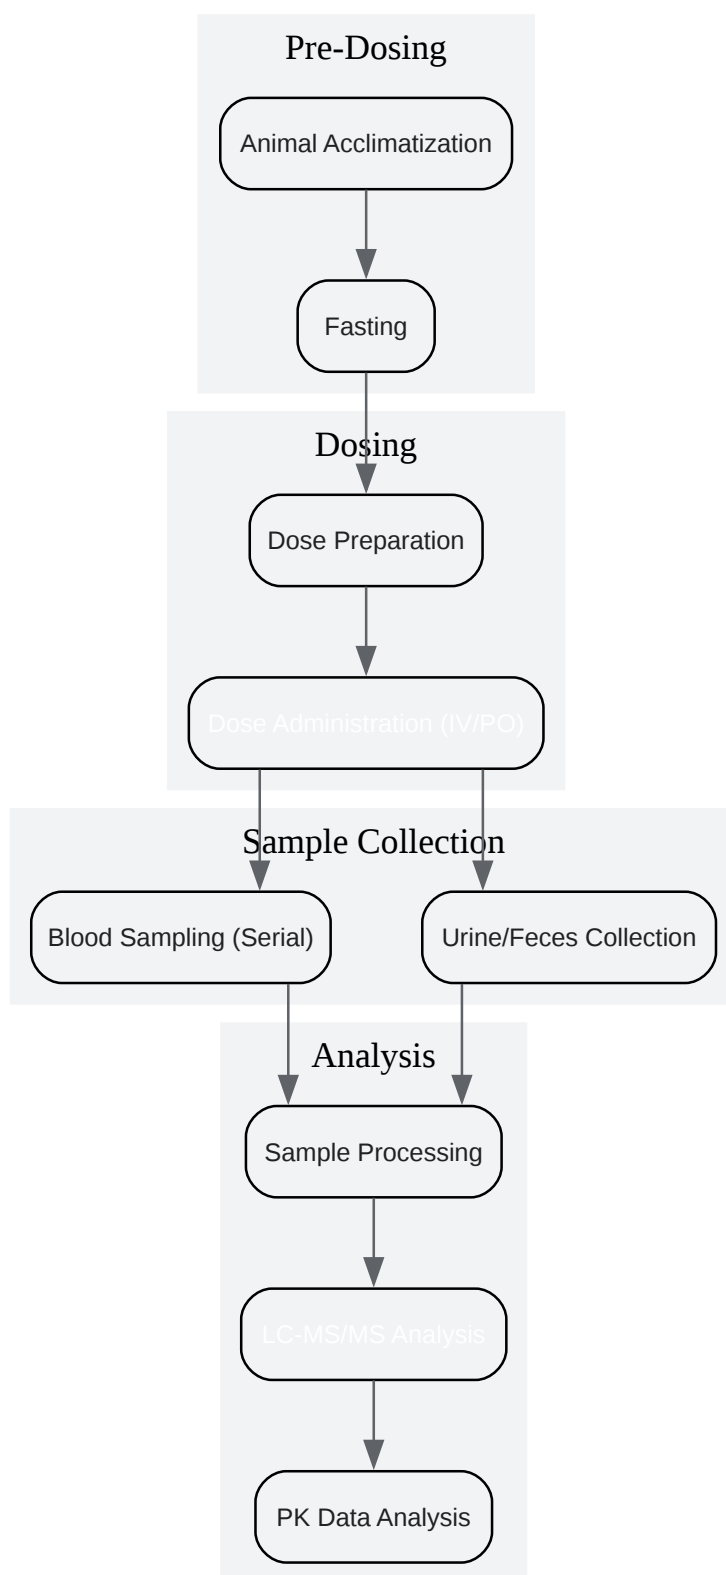 Pre-Dosing
Animal Acclimatization
Fasting
Dosing
Dose Preparation
Dose Administration (IV/PO)
Sample Collection
Blood Sampling (Serial)
Urine/Feces Collection
Analysis
Sample Processing
LC-MS/MS Analysis
PK Data Analysis